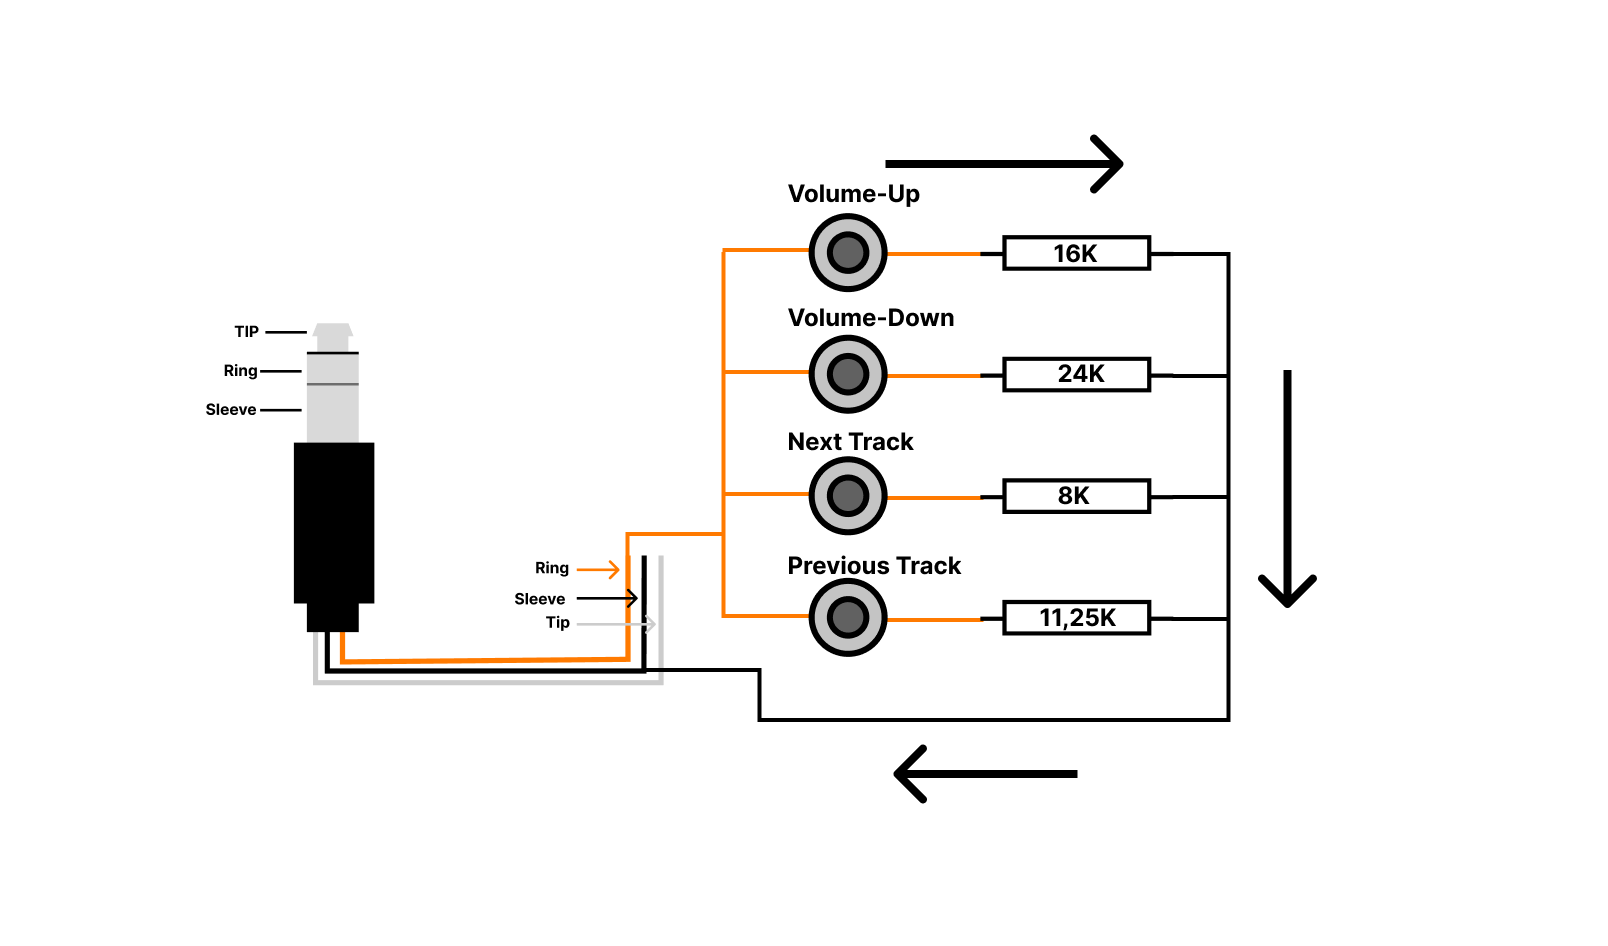 TIP
Ring
Sleeve
Ring
Sleeve
Tip
Volume-Up
16K
Volume-Down
24K
Next Track
8K
Previous Track
11,25K